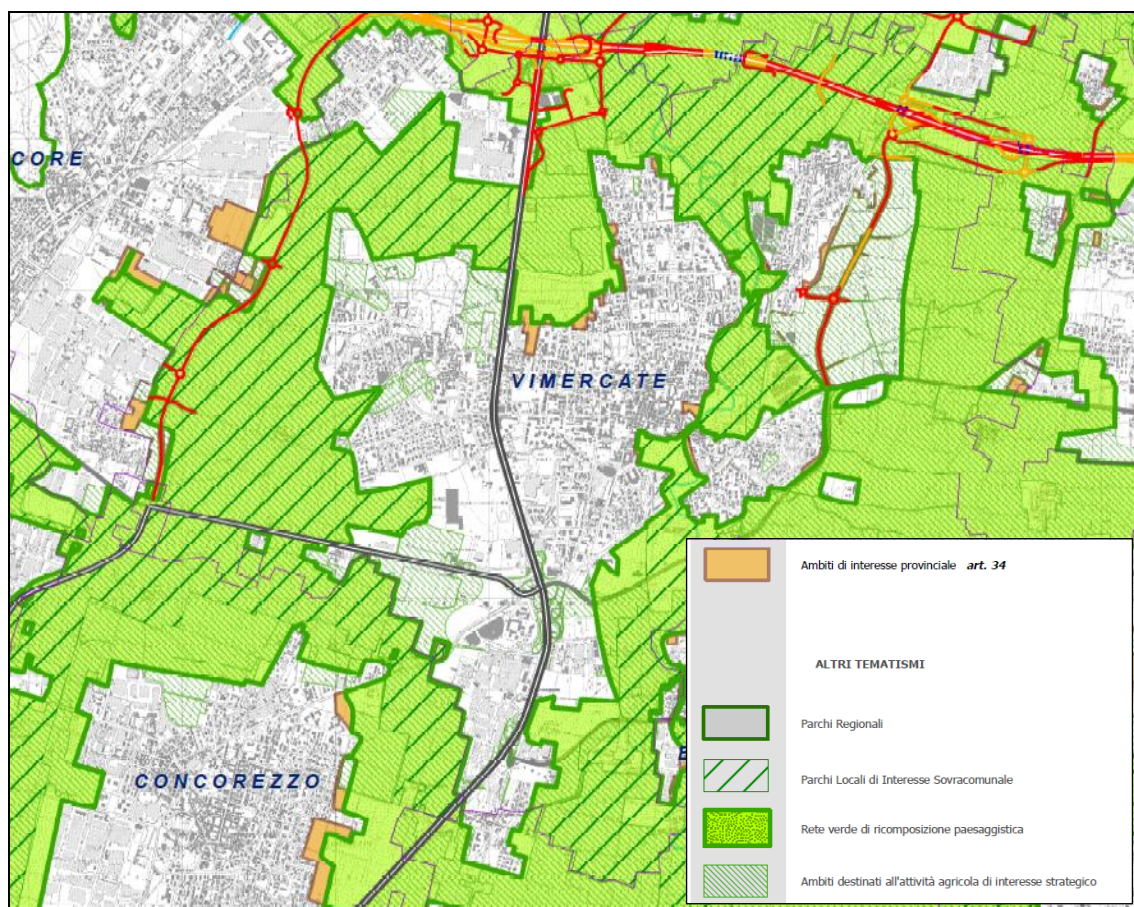 CORE
VIMERCATE
CONCOREZZO
Ambiti di interesse provinciale art. 34
ALTRI TEMATISMI
Parchi Regionali
Parchi Locali di Interesse Sovracomunale
Rete verde di ricomposizione paesaggistica
Ambiti destinati all'attività agricola di interesse strategico